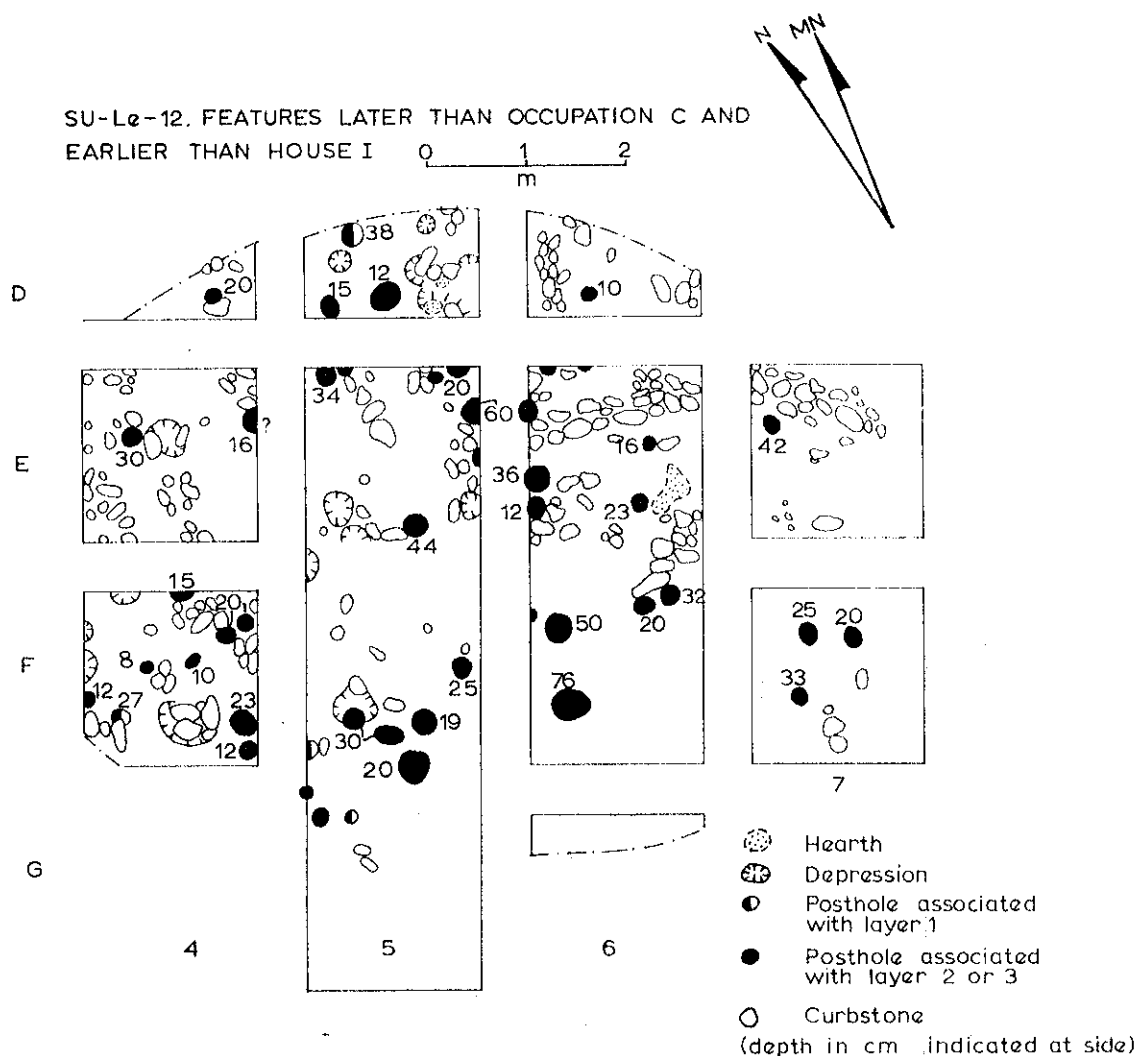 N MN
SU-Le-12. FEATURES LATER THAN OCCUPATION C AND
EARLIER THAN HOUSE I
0 1 2
m
D
20
38
12
15
10
E
30
16 ?
34
20
60
44
36
12
16
23
42
F
15
20
8
10
12
27
23
12
25
30
19
20
50
20
32
76
25
20
33
G
4
5
6
7
Hearth
Depression
Posthole associated
with layer 1
Posthole associated
with layer 2 or 3
Curbstone
(depth in cm indicated at side)